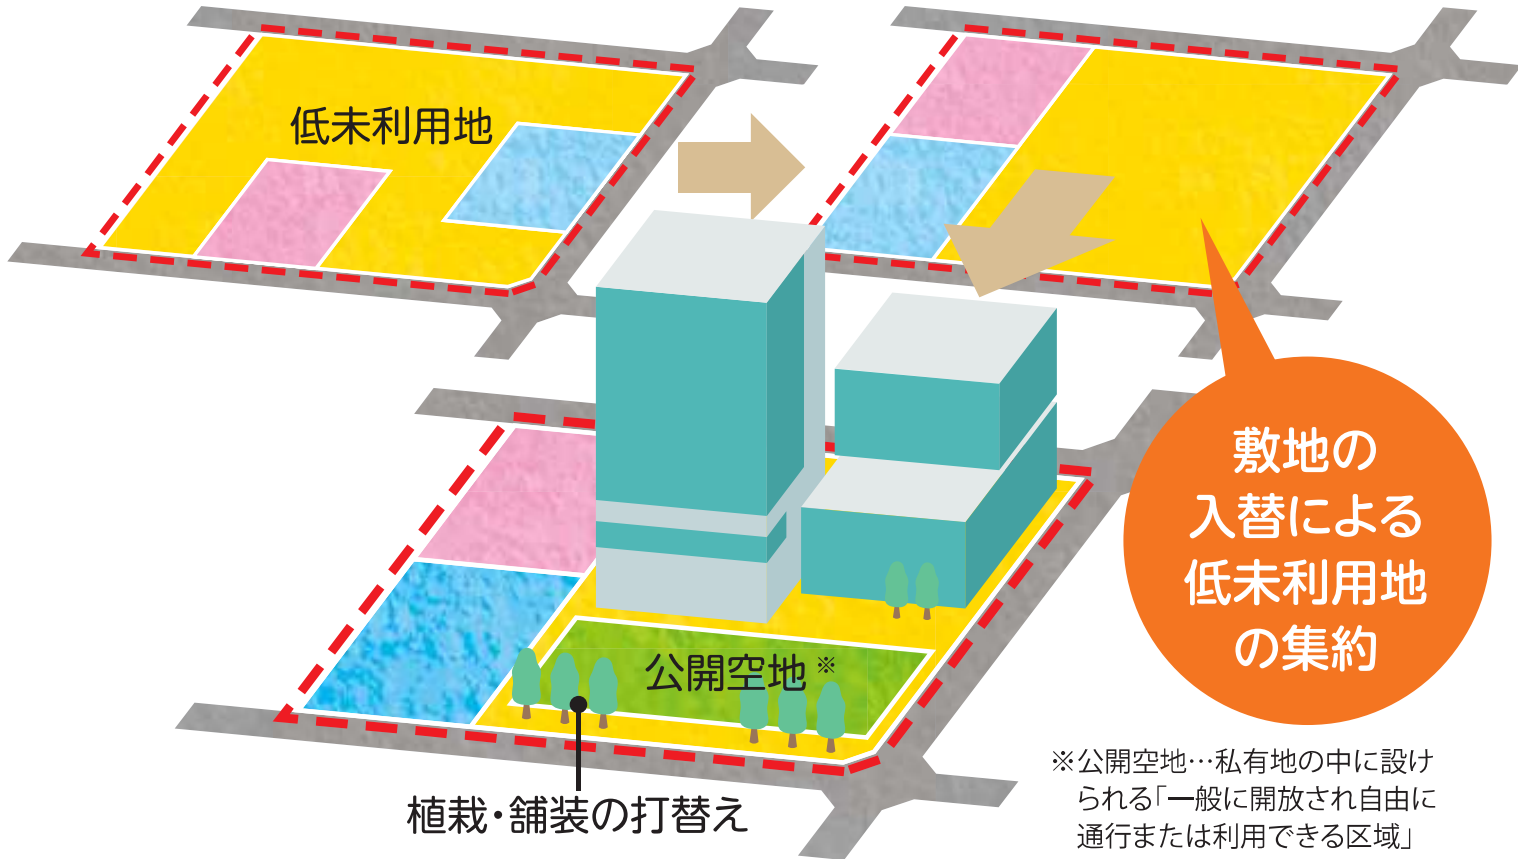 低未利用地
敷地の
入替による
低未利用地
の集約
公開空地※
植栽・舗装の打替え
※公開空地…私有地の中に設け
られる「一般に開放され自由に
通行または利用できる区域」